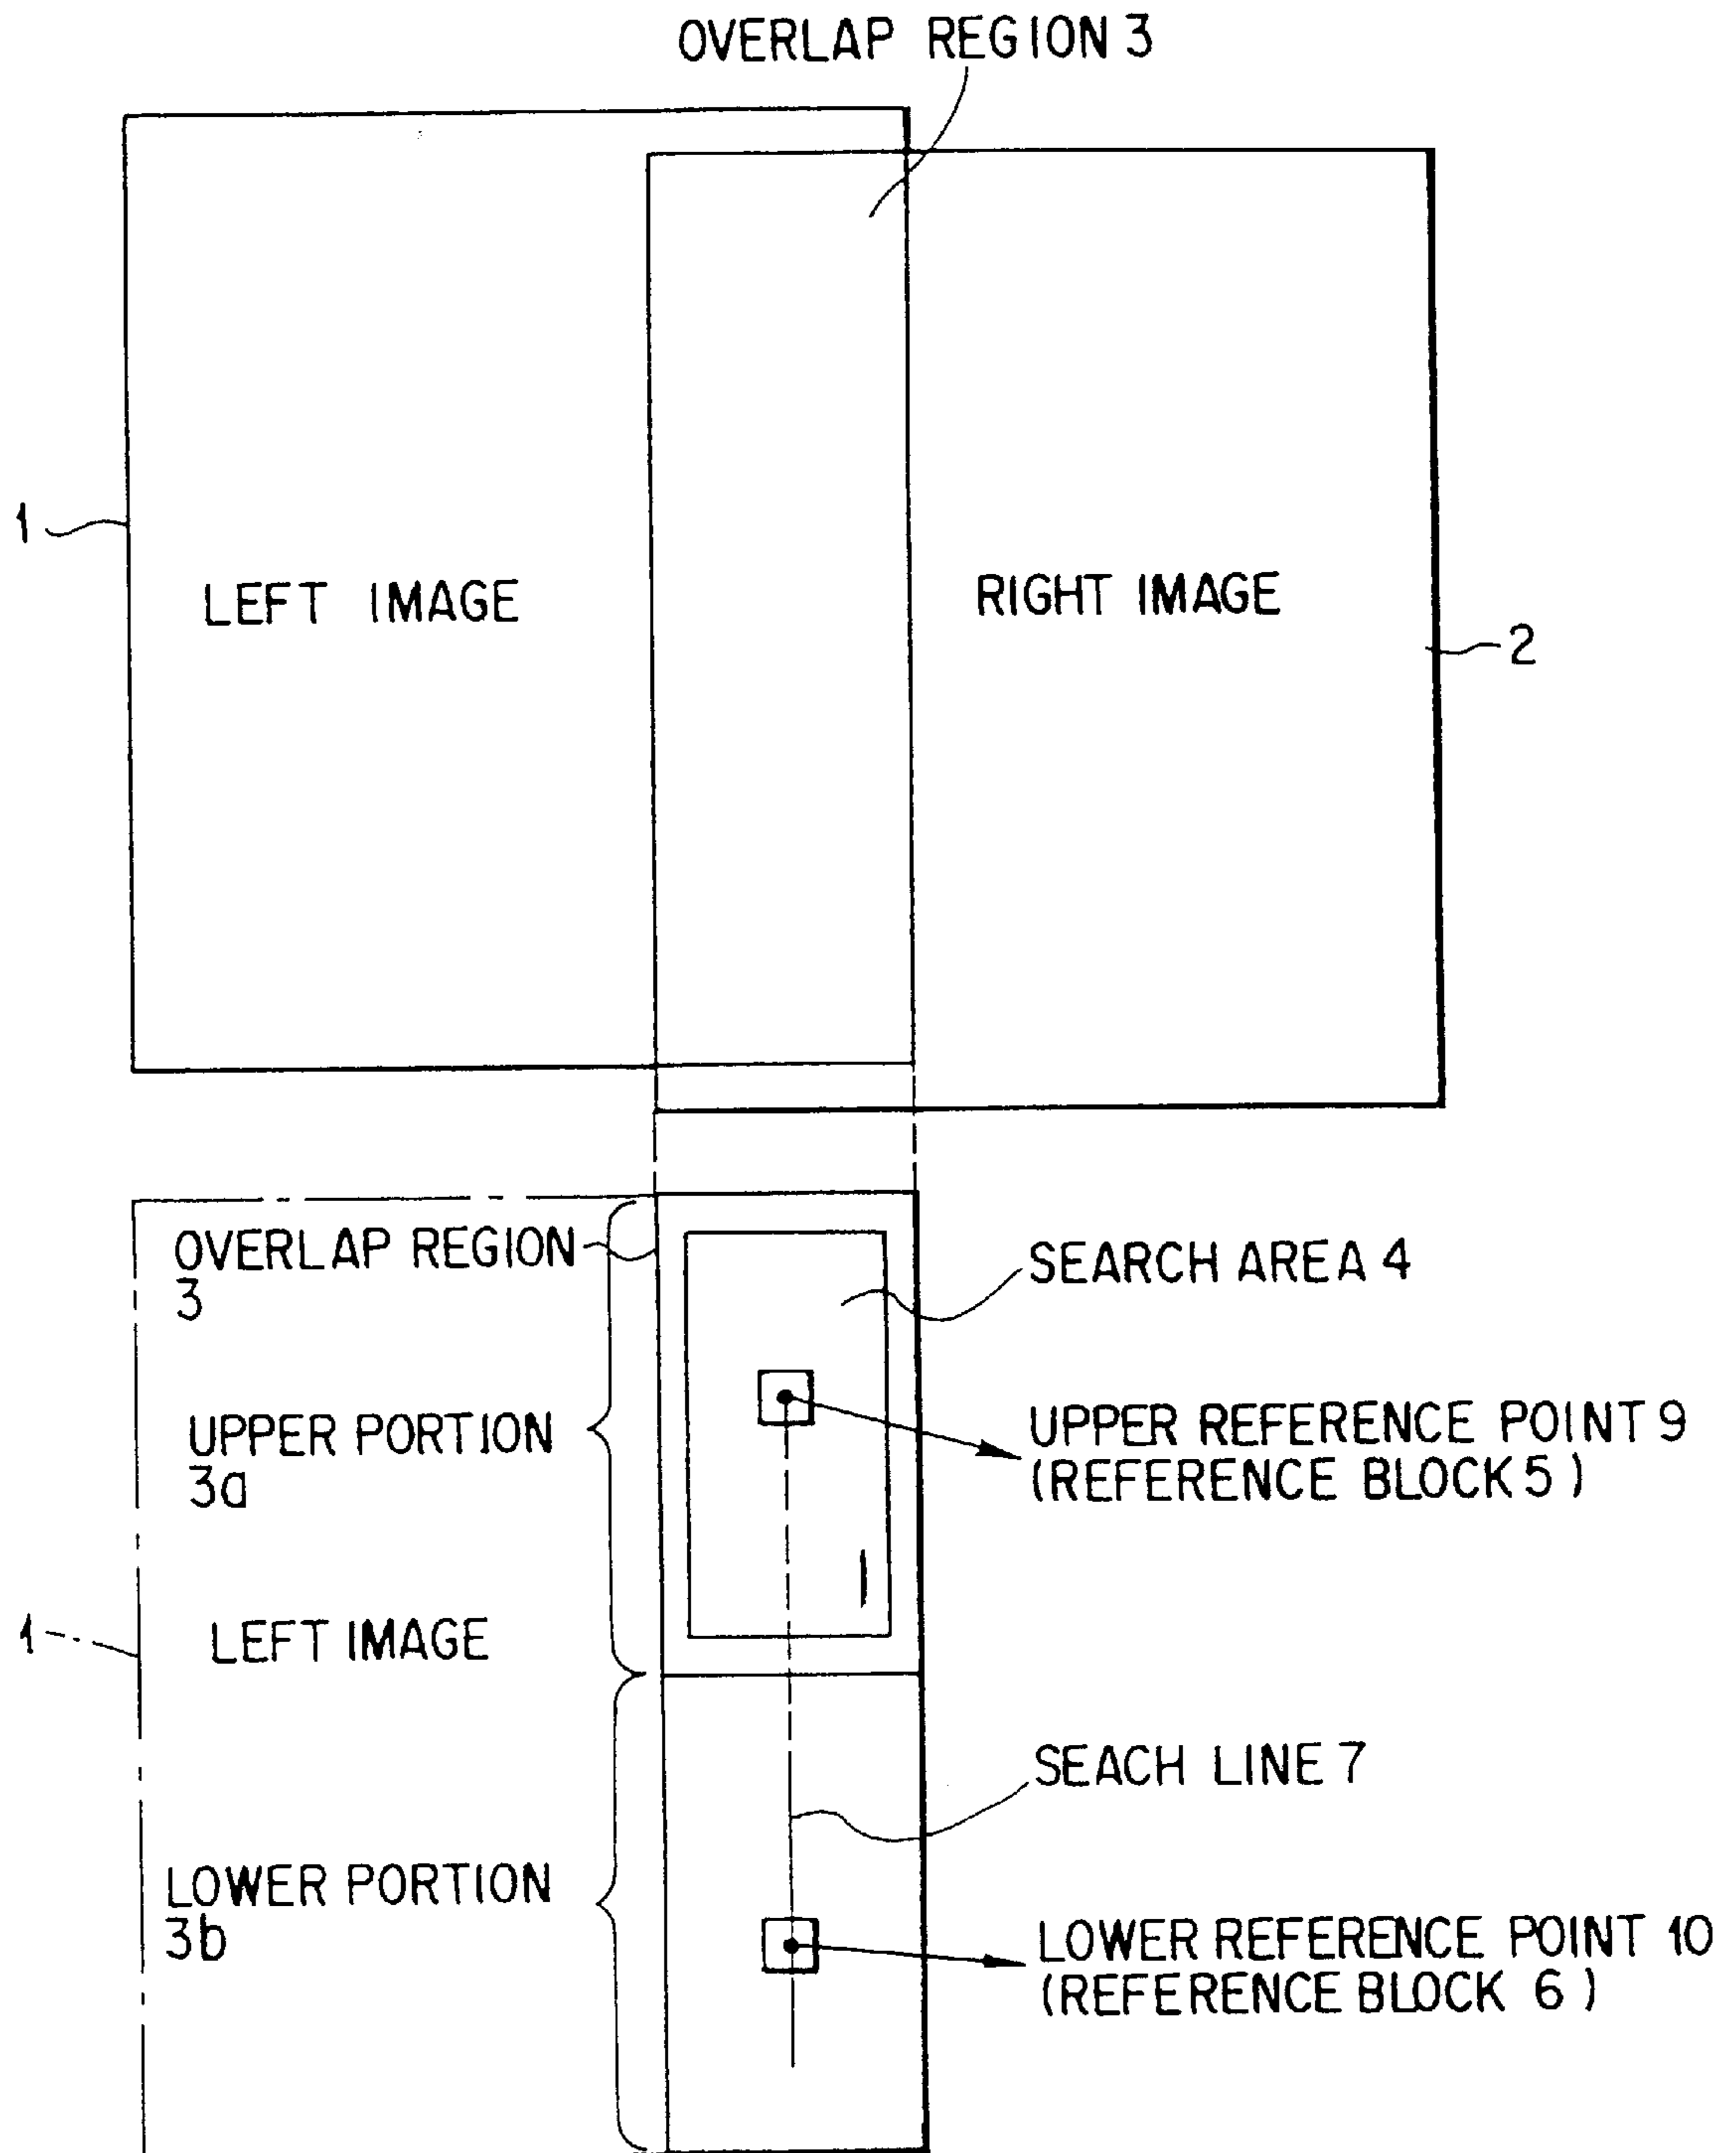 OVERLAP REGION 3
1
LEFT IMAGE
RIGHT IMAGE
2
OVERLAP REGION
3
SEARCH AREA 4
UPPER PORTION
3a
UPPER REFERENCE POINT 9
(REFERENCE BLOCK 5)
1
LEFT IMAGE
SEACH LINE 7
LOWER PORTION
3b
LOWER REFERENCE POINT 10
(REFERENCE BLOCK 6)